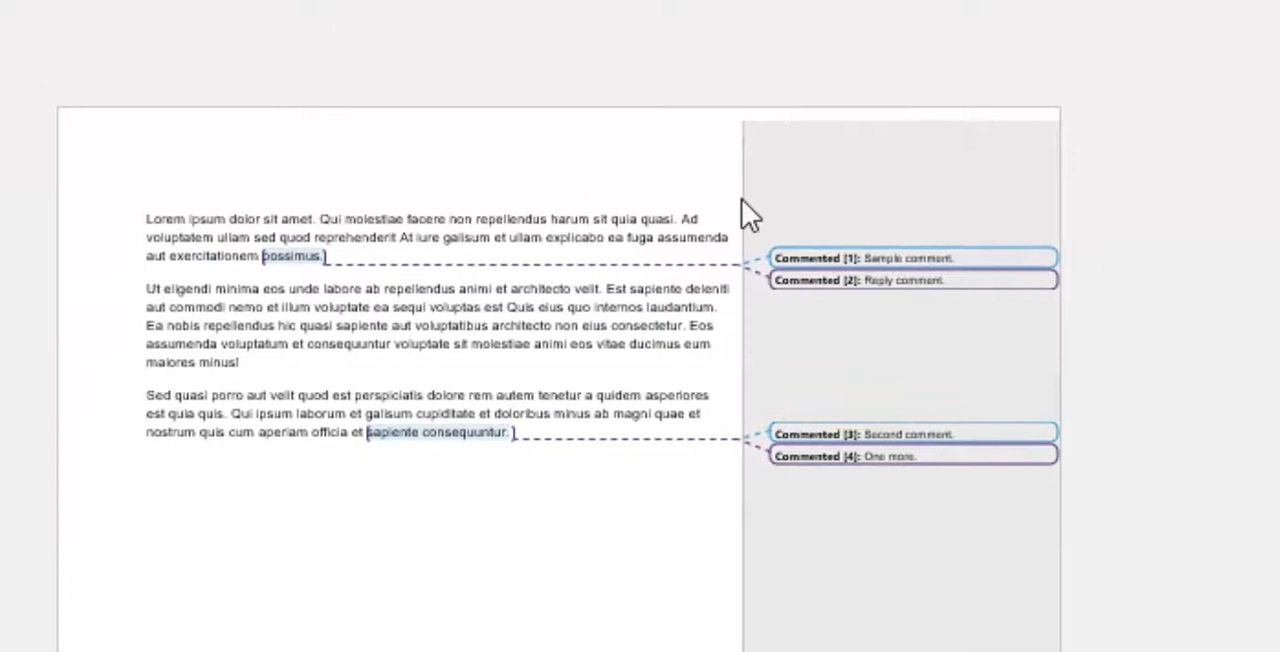 Lorem ipsum dolor sit amet. Qui molestiae facere non repellendus harum sit quia quasi. Ad
voluptatem ullam sed quod reprehenderit At iure galisum et ullam explicabo ea fuga assumenda
aut exercitationem possimus.
Commented [1]: Sample comment.
Commented [2]: Reply comment.
Ut eligendi minima eos unde labore ab repellendus animi et architecto velit. Est sapiente deleniti
aut commodi nemo et illum voluptate ea sequi voluptas est Quis eius quo internos laudantium.
Ea nobis repellendus hic quasi sapiente aut voluptatibus architecto non eius consectetur. Eos
assumenda voluptatum et consequuntur voluptate sit molestiae animi eos vitae ducimus eum
maiores minus!
Sed quasi porro aut velit quod est perspiciatis dolore rem autem tenetur a quidem asperiores
est quia quis. Qui ipsum laborum et galisum cupiditate et doloribus minus ab magni quae et
nostrum quis cum aperiam officia et sapiente consequuntur.
Commented [3]: Second comment.
Commented [4]: One more.